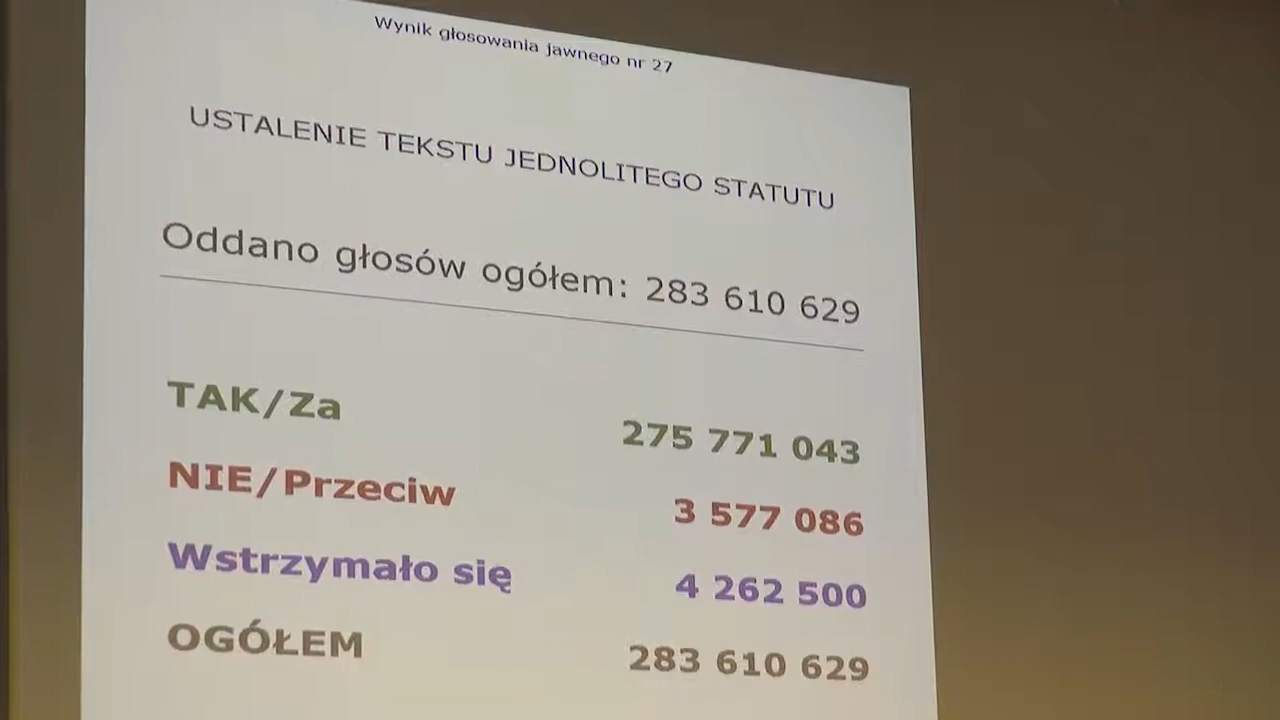 Wynik głosowania jawnego nr 27
USTALENIE TEKSTU JEDNOLITEGO STATUTU
Oddano głosów ogółem: 283 610 629
TAK/Za 275 771 043
NIE/Przeciw 3 577 086
Wstrzymało się 4 262 500
OGÓŁEM 283 610 629